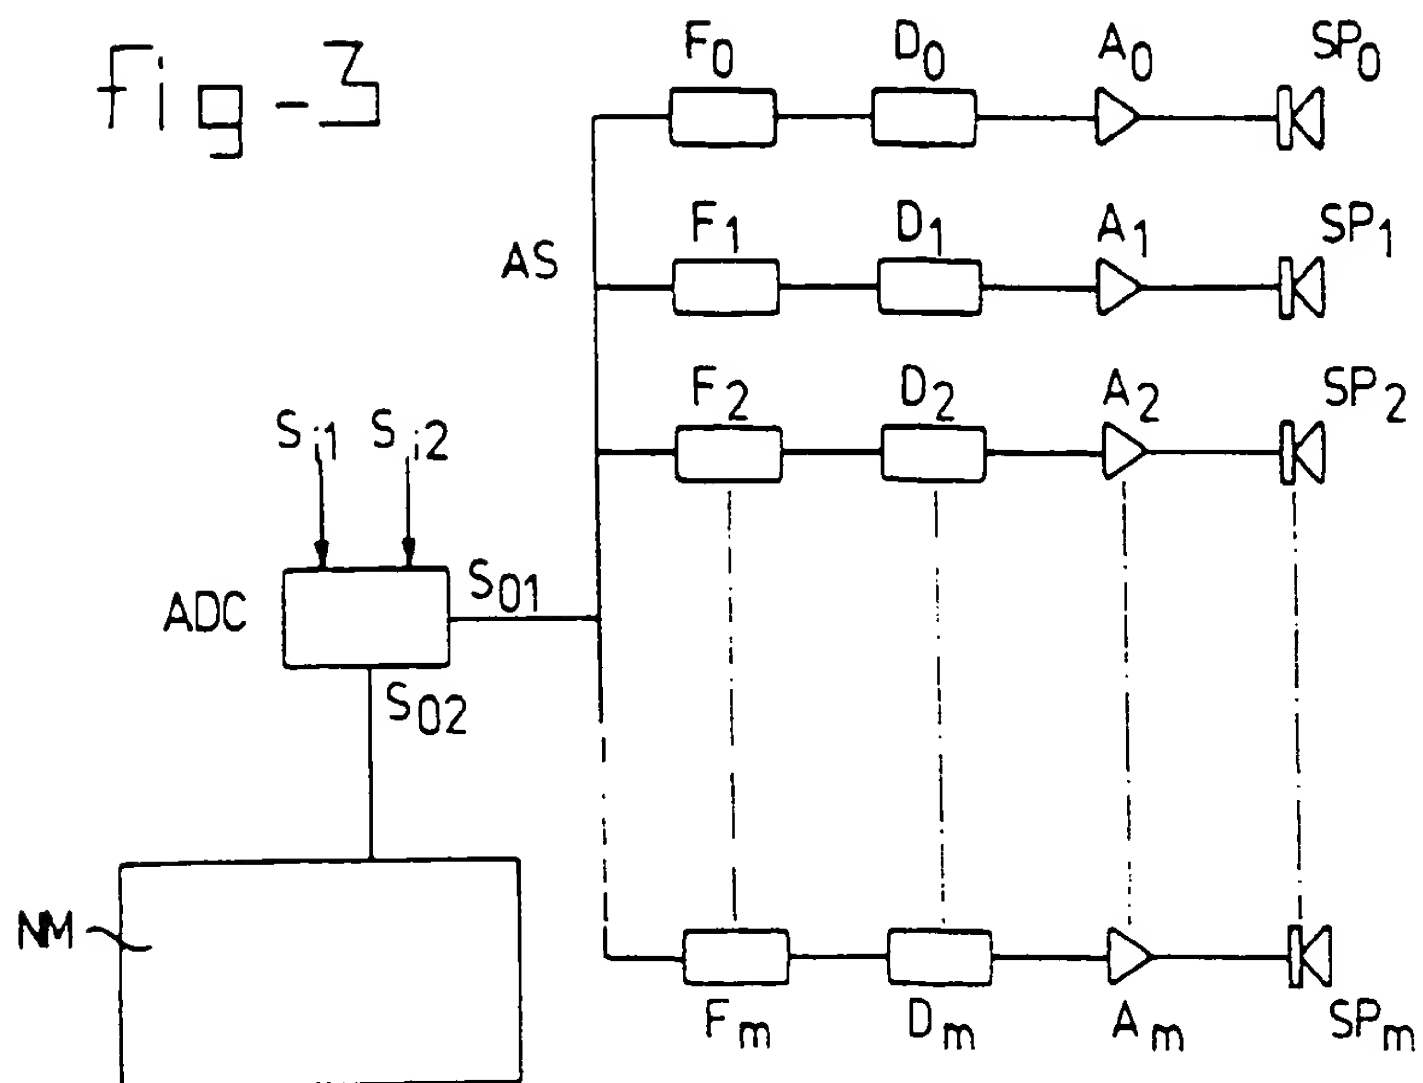 fig-3
F0 D0 A0 SP0
AS
F1 D1 A1 SP1
F2 D2 A2 SP2
Si1 Si2
ADC
S01
S02
NM
Fm Dm Am SPm